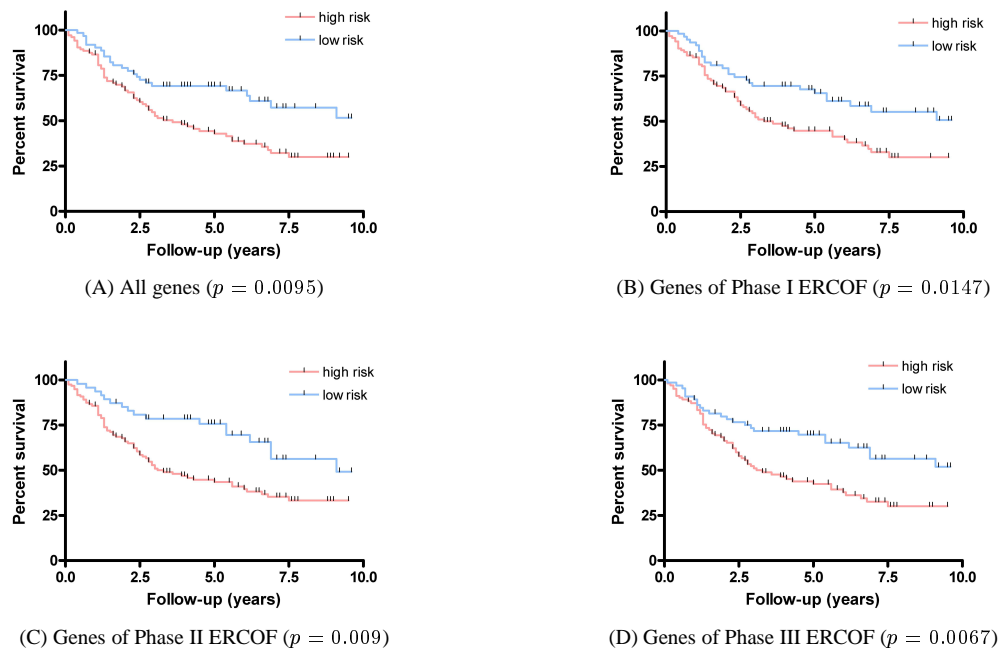 high risk
low risk
100
75
50
25
0
Percent survival
0.0 2.5 5.0 7.5 10.0
Follow-up (years)
(A) All genes (p = 0.0095)
high risk
low risk
100
75
50
25
0
Percent survival
0.0 2.5 5.0 7.5 10.0
Follow-up (years)
(B) Genes of Phase I ERCOF (p = 0.0147)
high risk
low risk
100
75
50
25
0
Percent survival
0.0 2.5 5.0 7.5 10.0
Follow-up (years)
(C) Genes of Phase II ERCOF (p = 0.009)
high risk
low risk
100
75
50
25
0
Percent survival
0.0 2.5 5.0 7.5 10.0
Follow-up (years)
(D) Genes of Phase III ERCOF (p = 0.0067)